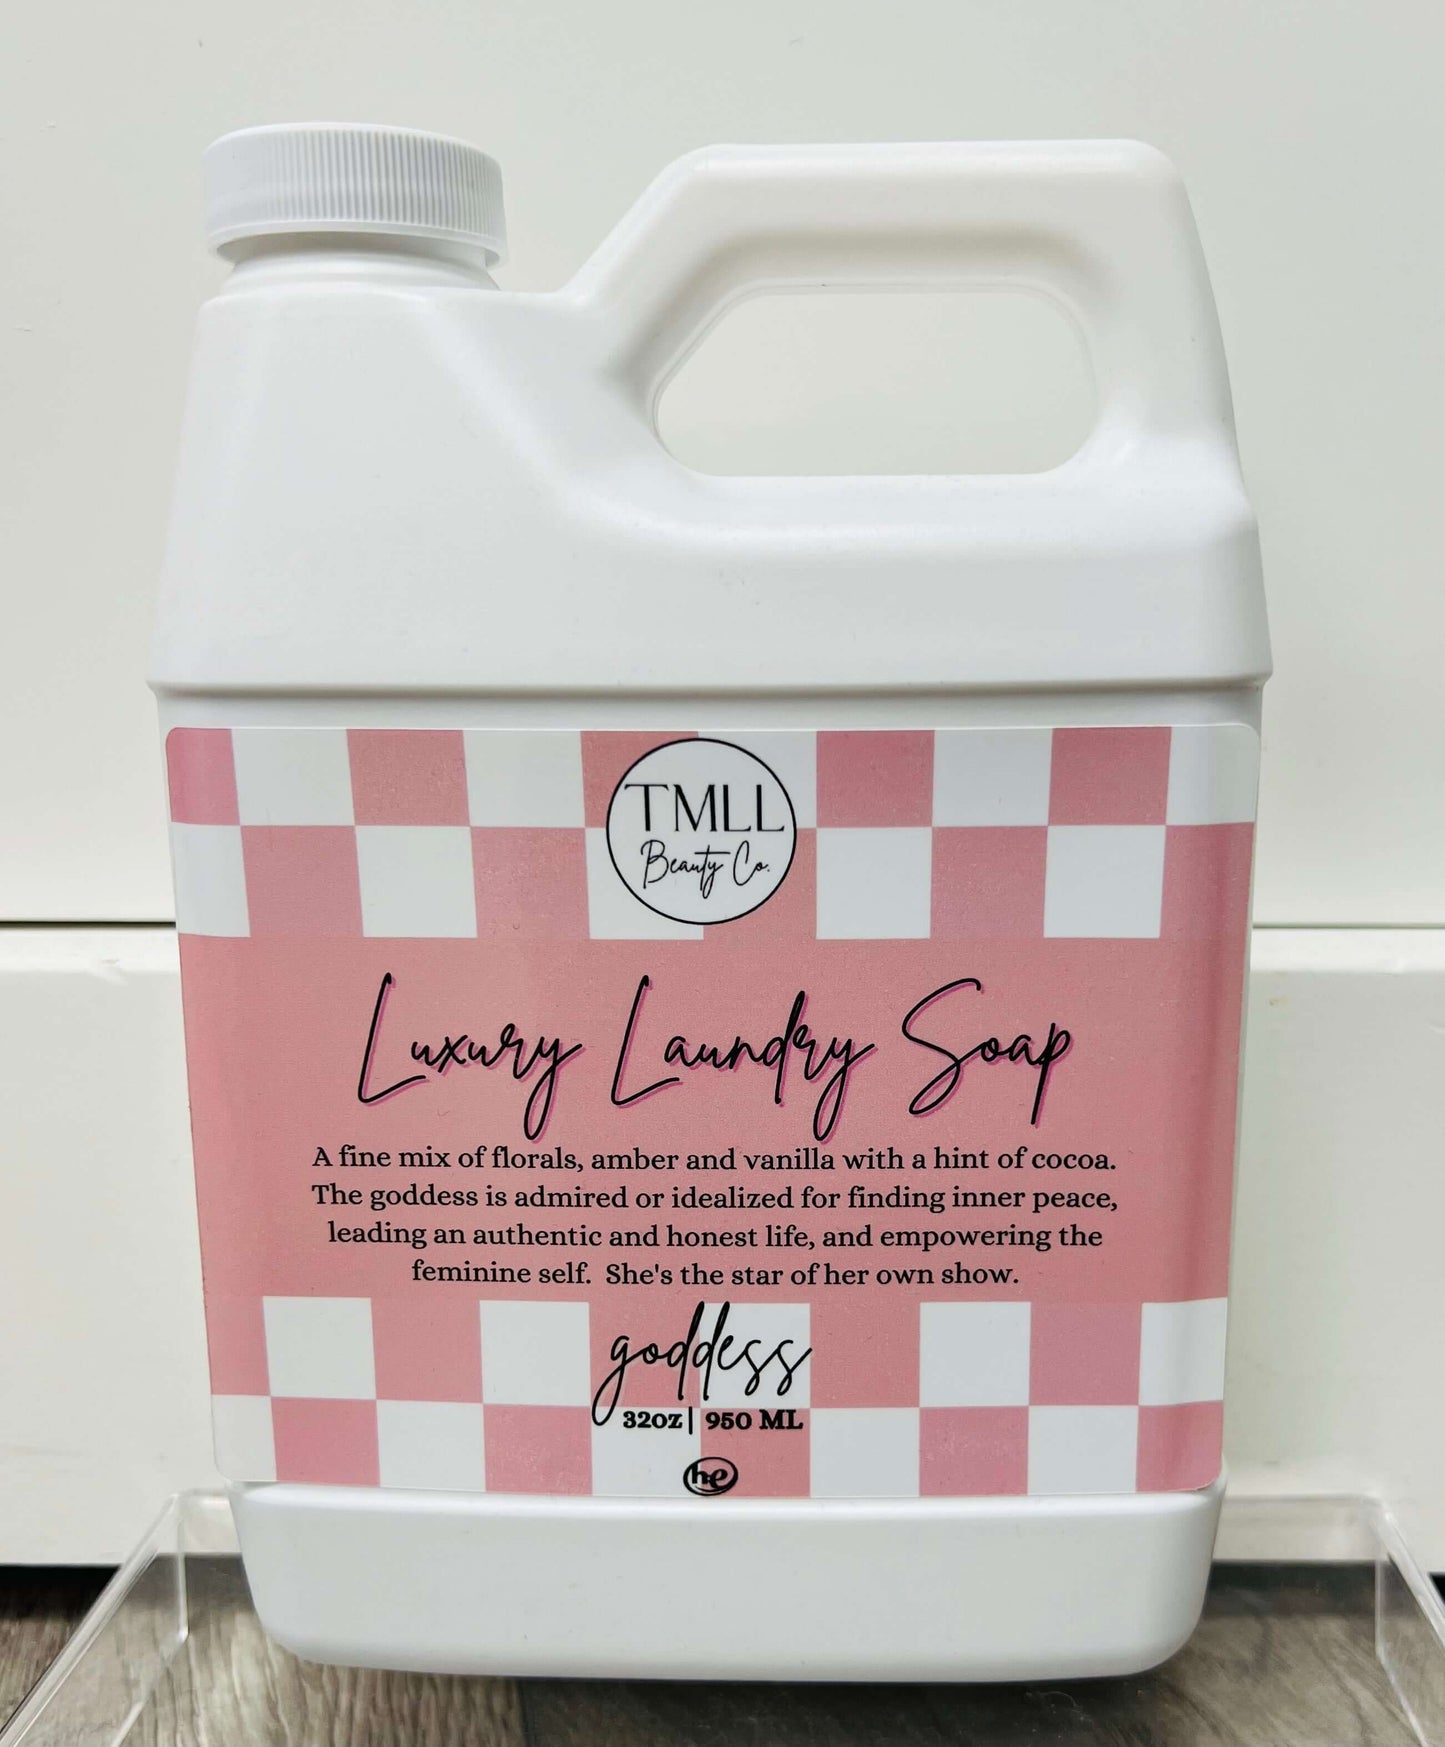 TMLL
Beauty Co.
Luxury Laundry Soap
A fine mix of florals, amber and vanilla with a hint of cocoa.
The goddess is admired or idealized for finding inner peace,
leading an authentic and honest life, and empowering the
feminine self. She's the star of her own show.
goddess
32oz| 950 ML
he